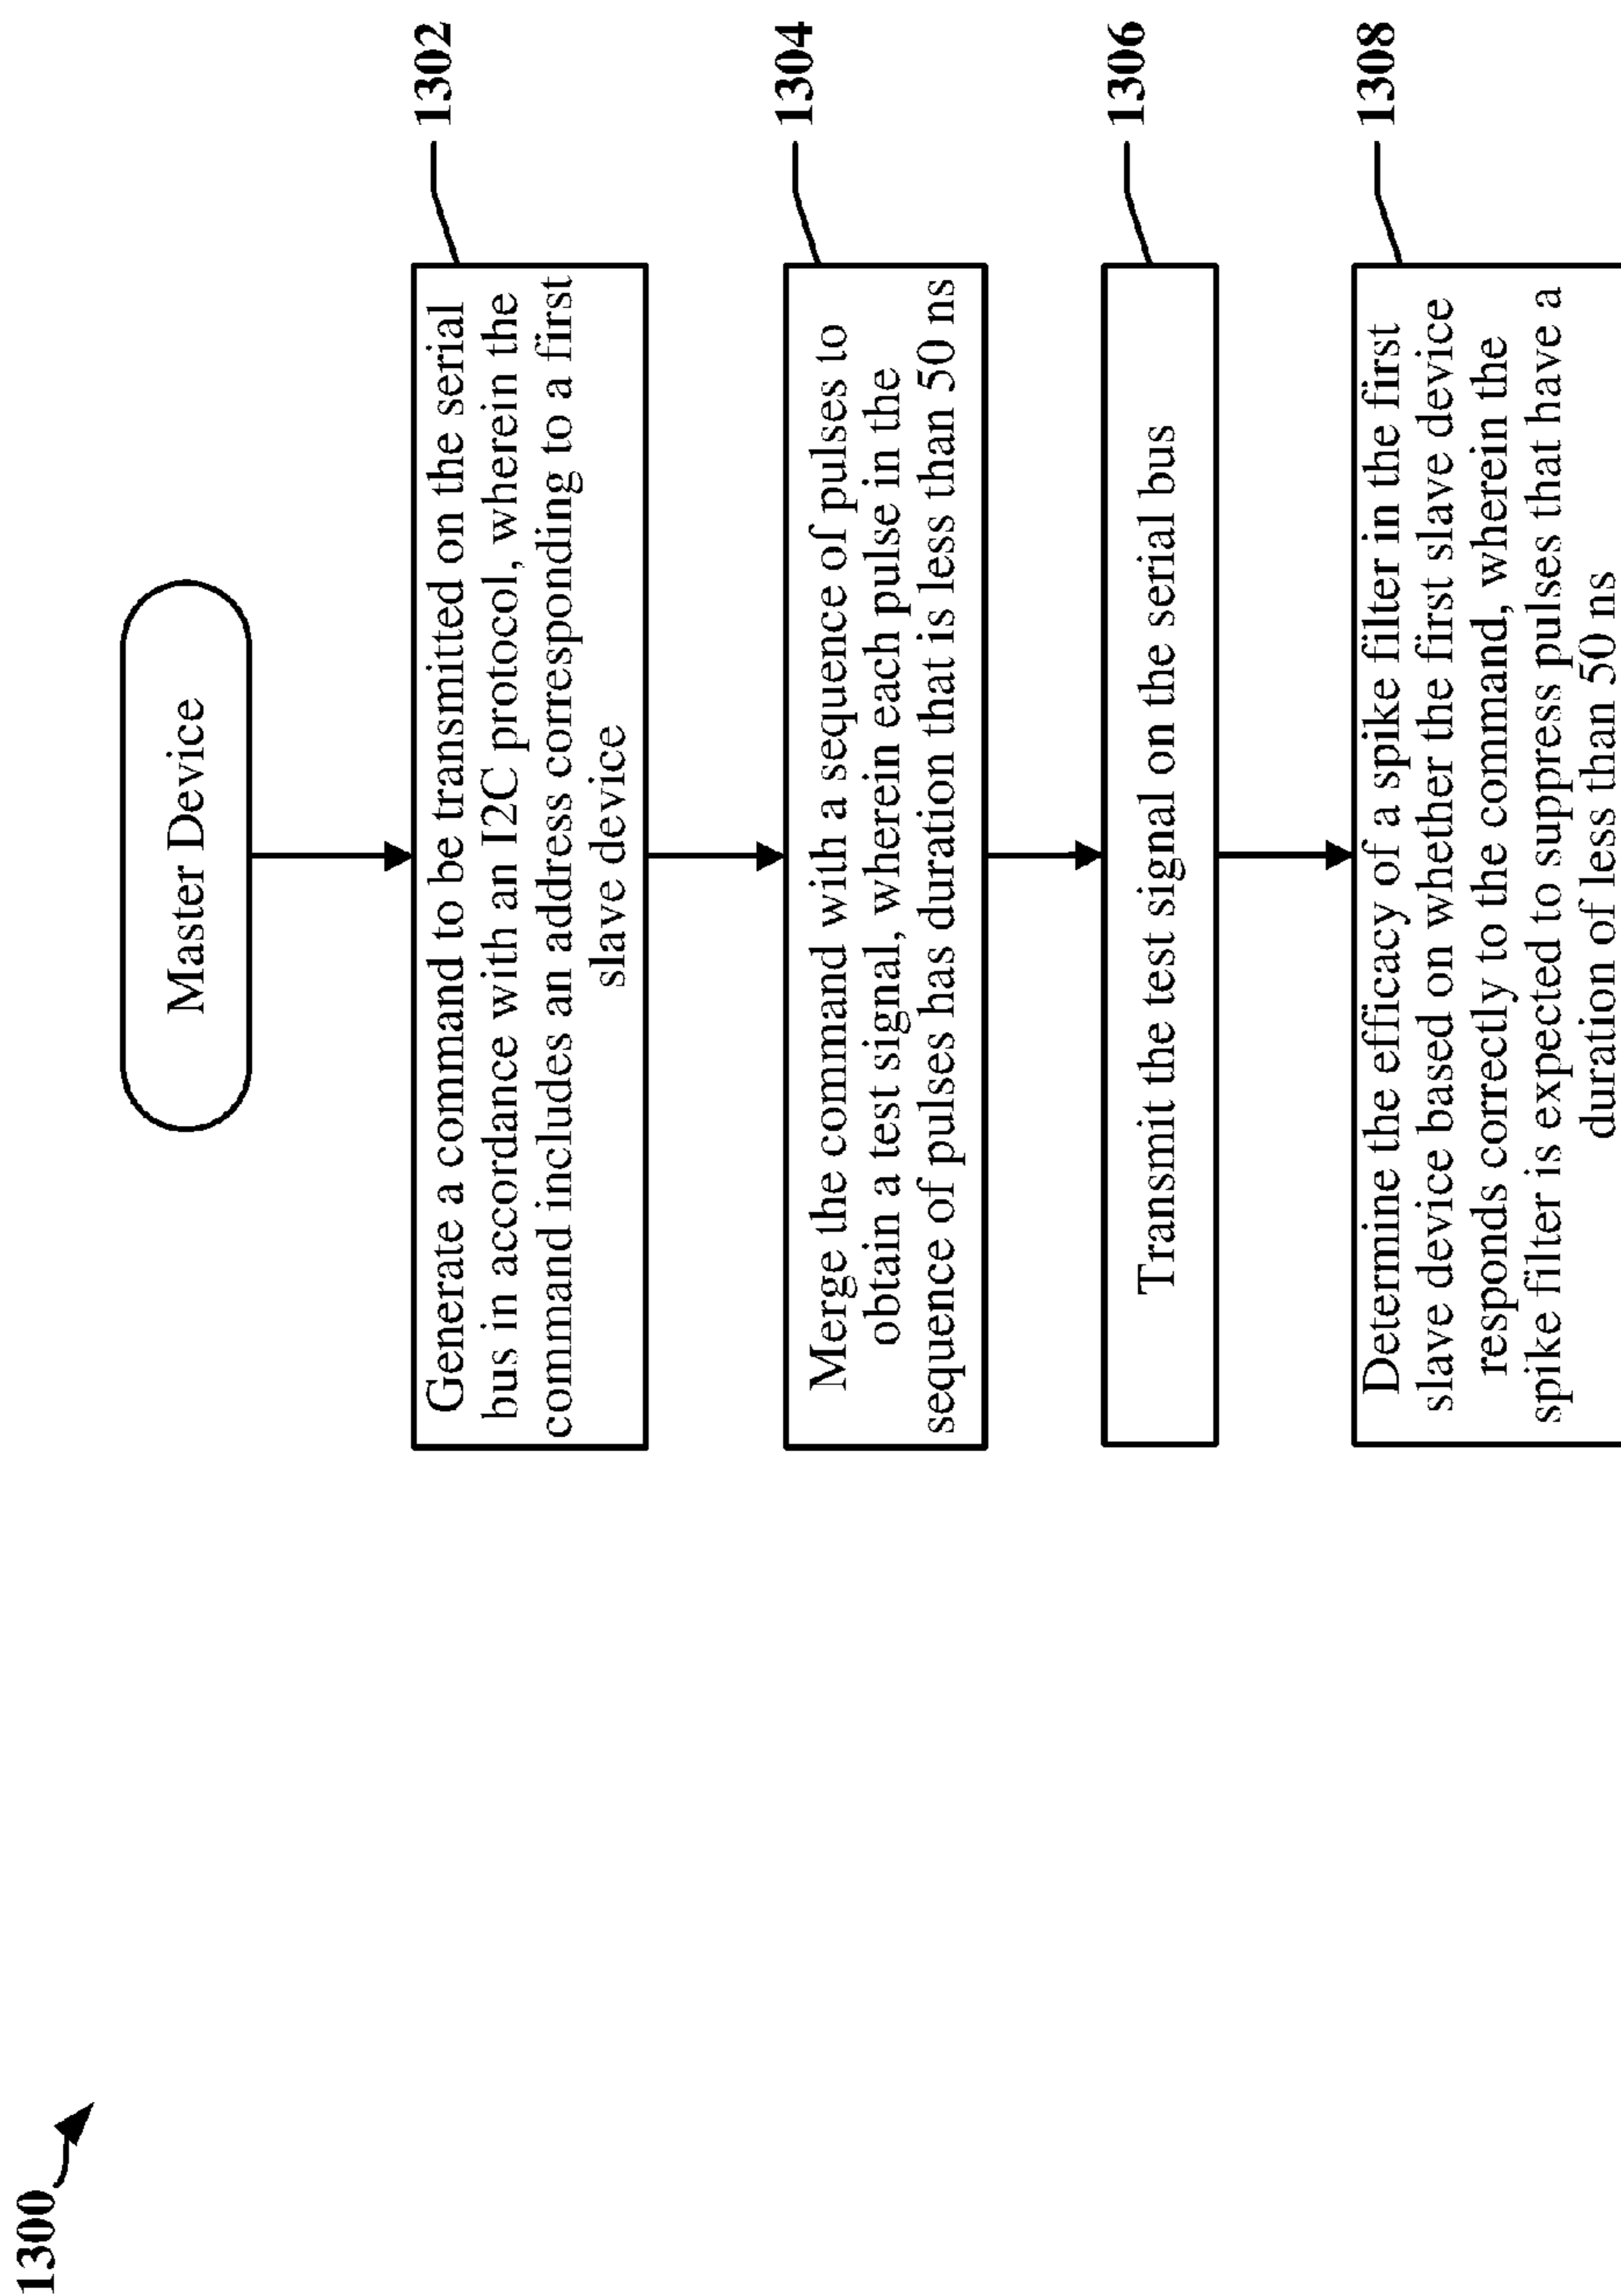 1300
Master Device
1302
Generate a command to be transmitted on the serial
bus in accordance with an I2C protocol, wherein the
command includes an address corresponding to a first
slave device
1304
Merge the command with a sequence of pulses to
obtain a test signal, wherein each pulse in the
sequence of pulses has duration that is less than 50 ns
1306
Transmit the test signal on the serial bus
1308
Determine the efficacy of a spike filter in the first
slave device based on whether the first slave device
responds correctly to the command, wherein the
spike filter is expected to suppress pulses that have a
duration of less than 50 ns